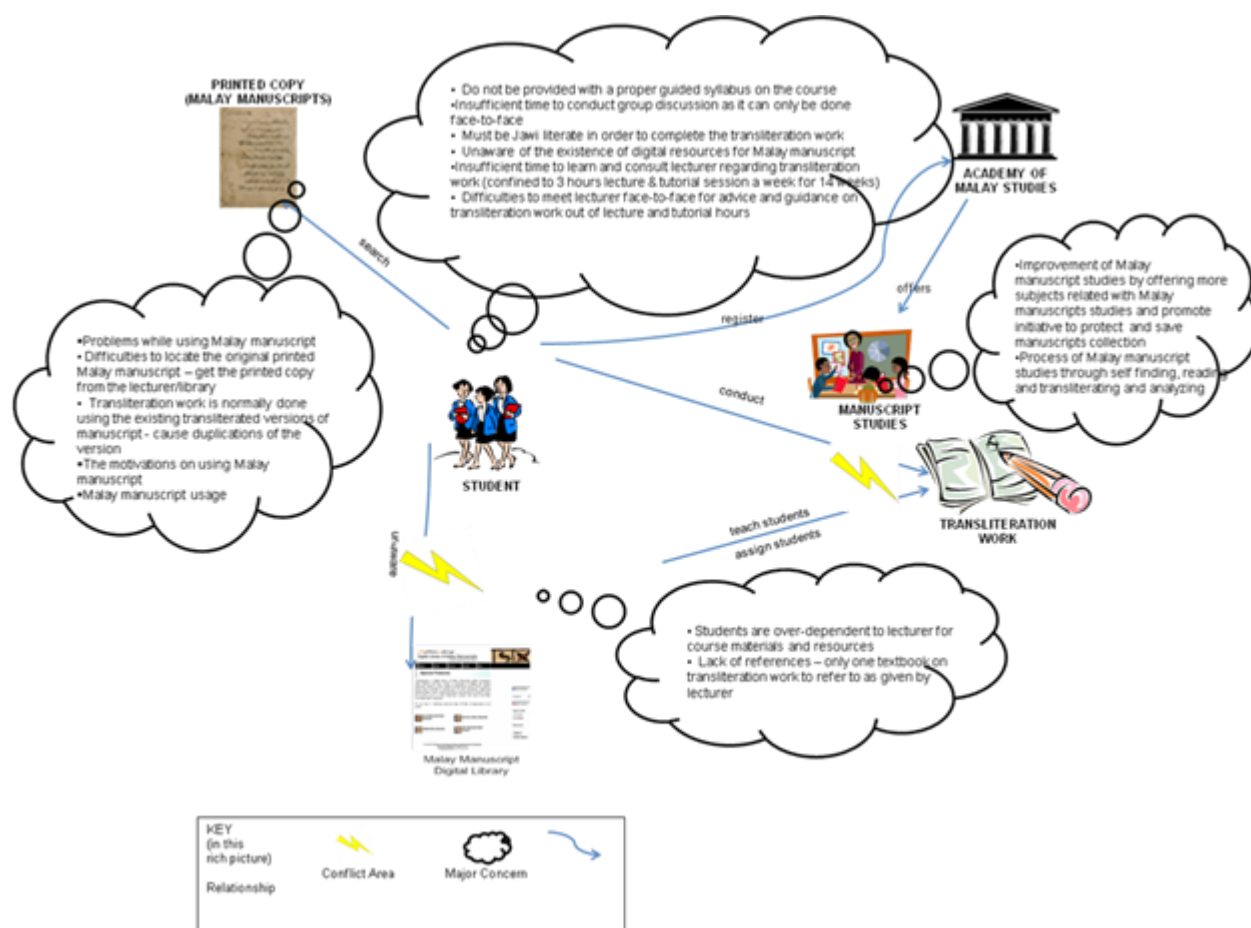 PRINTED COPY
(MALAY MANUSCRIPTS)
▪ Do not be provided with a proper guided syllabus on the course
▪Insufficient time to conduct group discussion as it can only be done
face-to-face
▪ Must be Jawi literate in order to complete the transliteration work
▪ Unaware of the existence of digital resources for Malay manuscript
▪Insufficient time to learn and consult lecturer regarding transliteration
work (confined to 3 hours lecture & tutorial session a week for 14 weeks)
▪ Difficulties to meet lecturer face-to-face for advice and guidance on
transliteration work out of lecture and tutorial hours
ACADEMY OF
MALAY STUDIES
search
register
offers
▪Improvement of Malay
manuscript studies by offering more
subjects related with Malay
manuscripts studies and promote
initiative to protect and save
manuscripts collection
▪Process of Malay manuscript
studies through self finding, reading
and transliterating and analyzing
▪Problems while using Malay manuscript
▪ Difficulties to locate the original printed
Malay manuscript – get the printed copy
from the lecturer/library
▪ Transliteration work is normally done
using the existing transliterated versions of
manuscript - cause duplications of the
version
▪The motivations on using Malay
manuscript
▪Malay manuscript usage
conduct
MANUSCRIPT
STUDIES
STUDENT
teach students
assign students
TRANSLITERATION
WORK
unaware
▪ Students are over-dependent to lecturer for
course materials and resources
▪ Lack of references – only one textbook on
transliteration work to refer to as given by
lecturer
Malay Manuscript
Digital Library
KEY
(in this
rich picture)
Conflict Area
Major Concern
Relationship